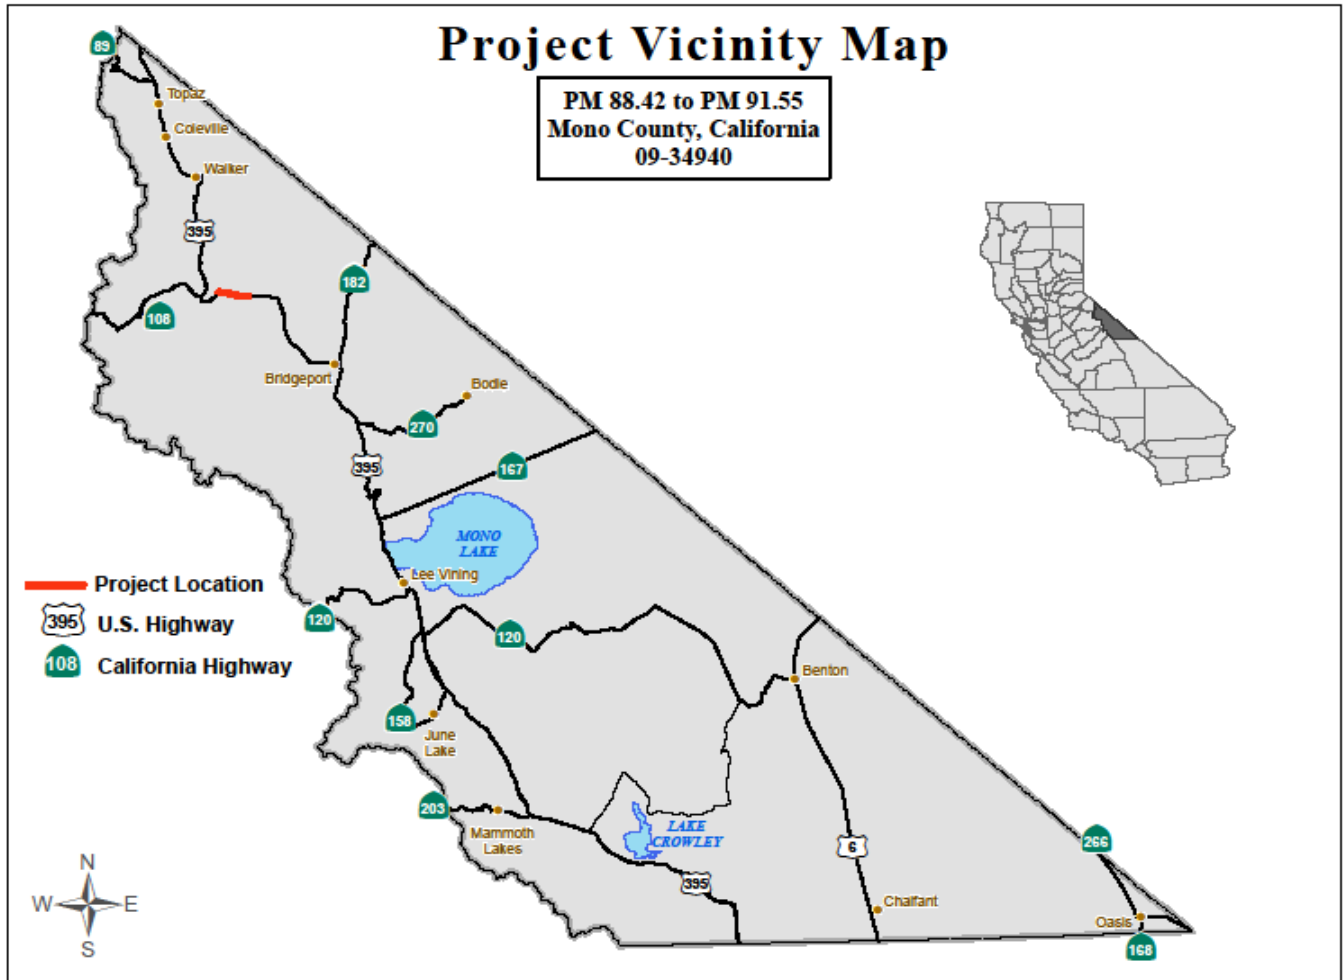 Project Vicinity Map
PM 88.42 to PM 91.55
Mono County, California
09-34940
89
Topaz
Coleville
Walker
395
182
108
Bridgeport
Bodie
270
395
167
MONO
LAKE
Lee Vining
Project Location
395 U.S. Highway
108 California Highway
120
120
Benton
158
June
Lake
203
Mammoth
Lakes
LAKE
CROWLEY
6
266
395
Chalfant
Oasis
168
N
W E
S